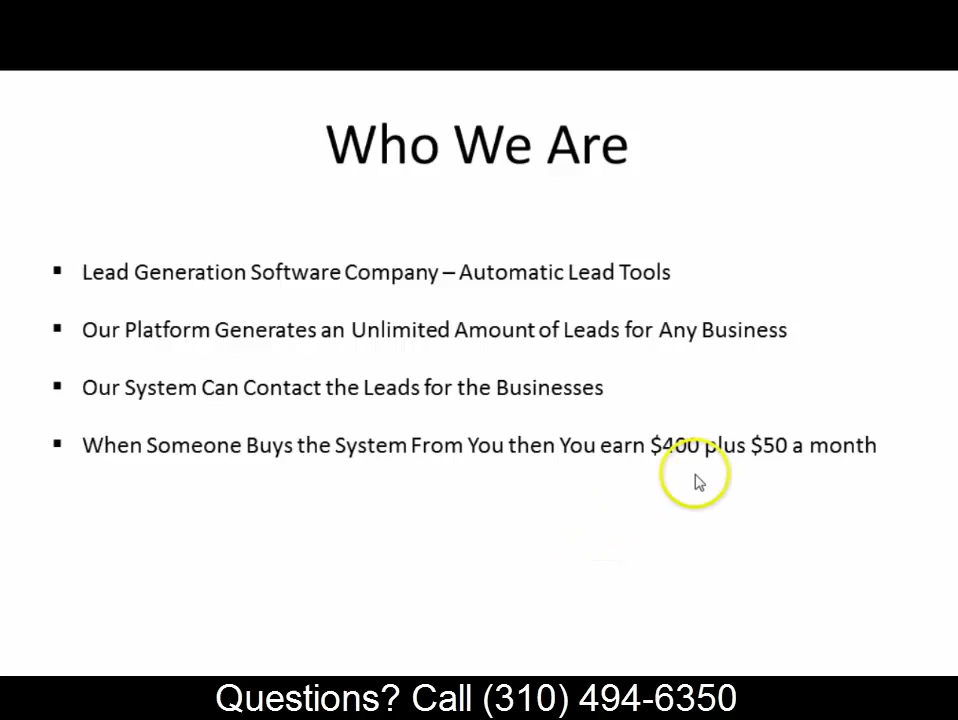 Who We Are
▪ Lead Generation Software Company – Automatic Lead Tools
▪ Our Platform Generates an Unlimited Amount of Leads for Any Business
▪ Our System Can Contact the Leads for the Businesses
▪ When Someone Buys the System From You then You earn $400 plus $50 a month
Questions? Call (310) 494-6350